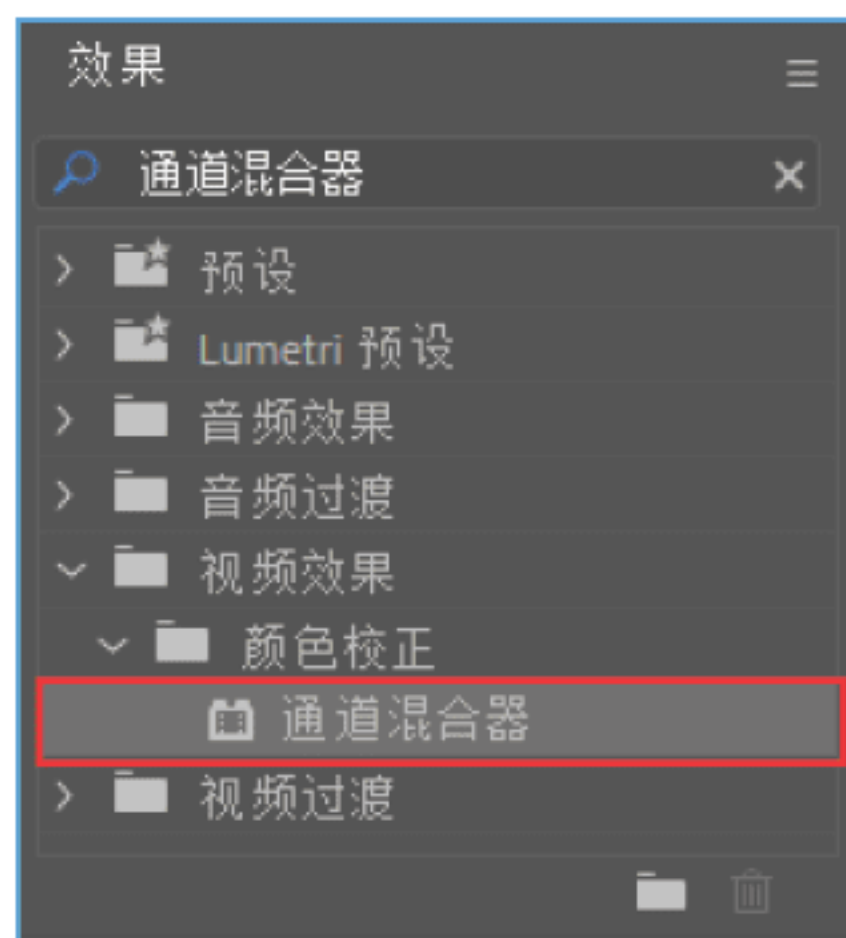 效果
通道混合器
预设
Lumetri 预设
音频效果
音频过渡
视频效果
颜色校正
通道混合器
视频过渡